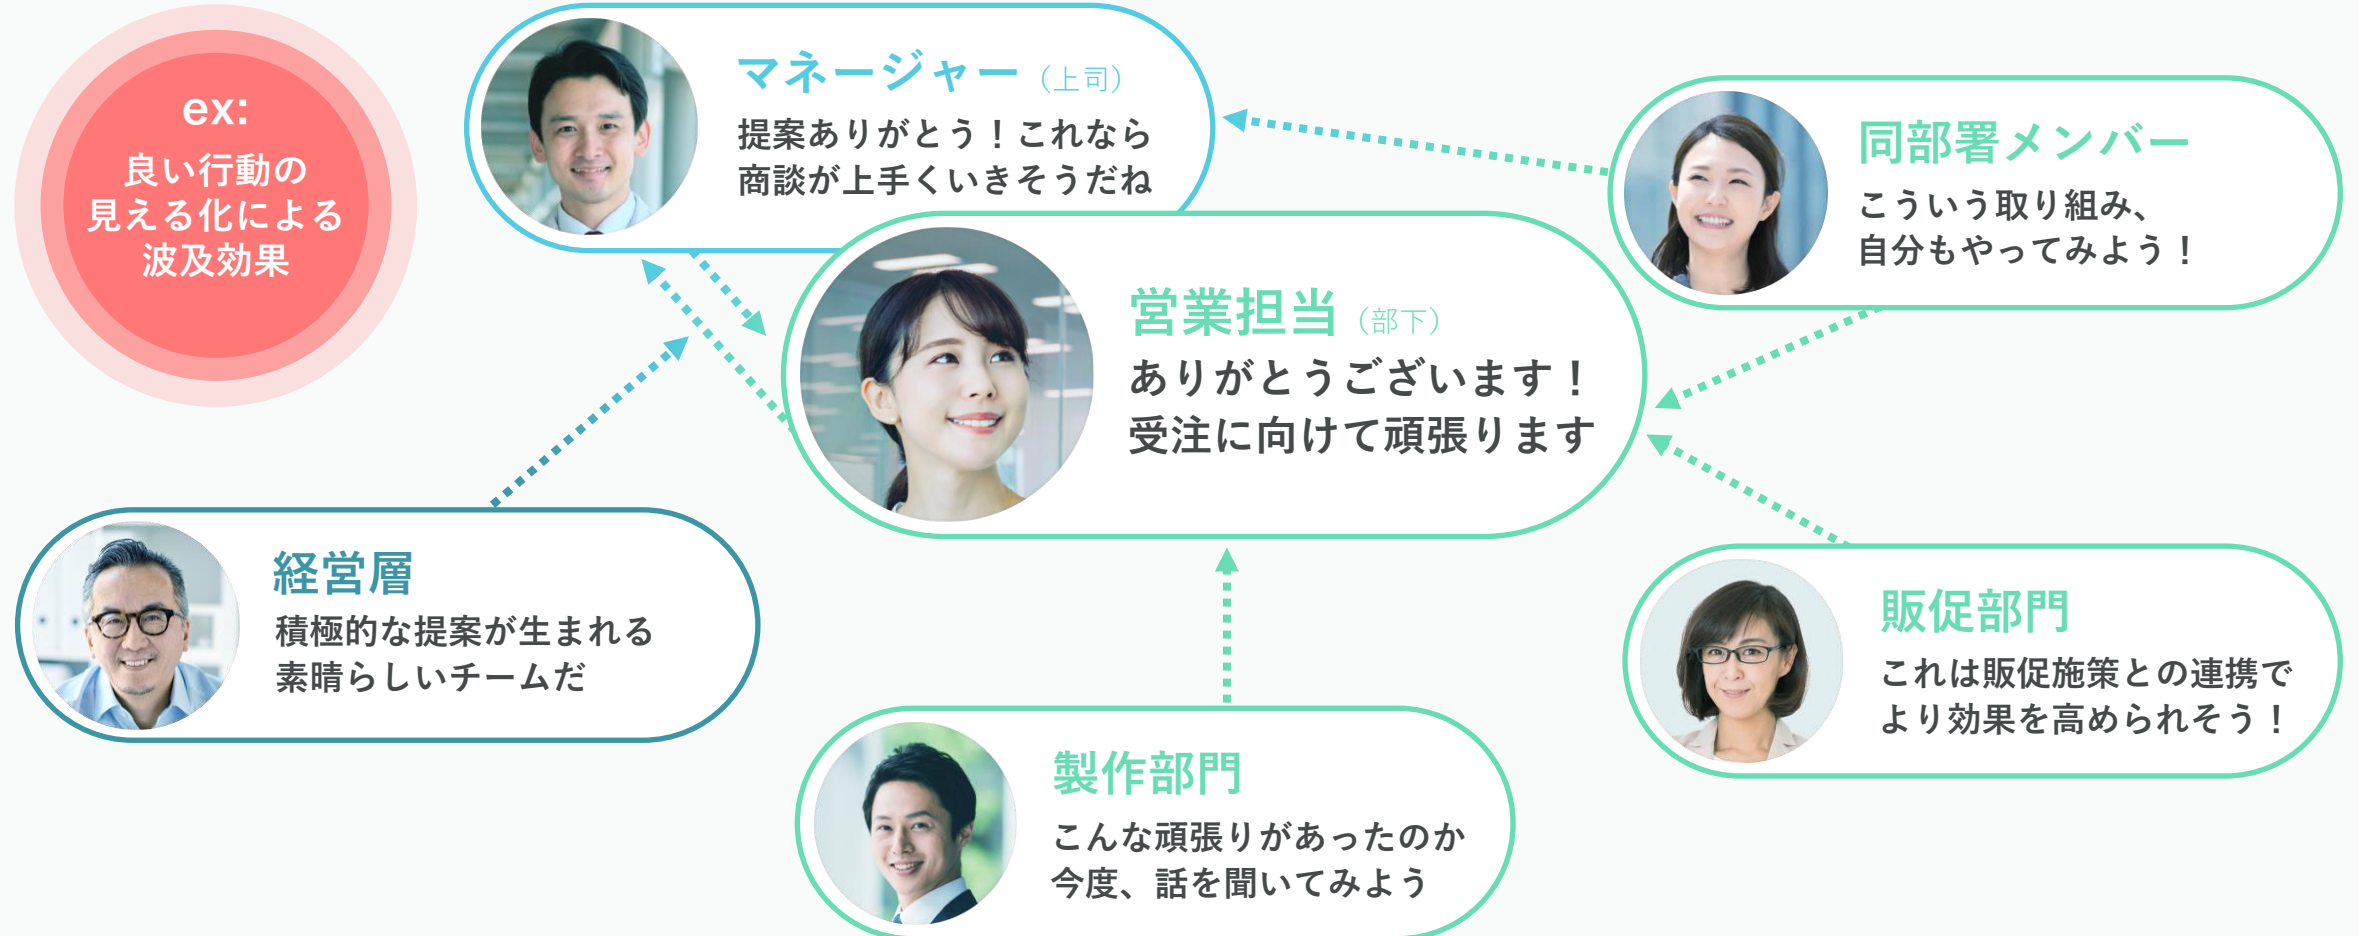 ex:
良い行動の
見える化による
波及効果
マネージャー（上司）
提案ありがとう！これなら
商談が上手くいきそうだね
同部署メンバー
こういう取り組み、
自分もやってみよう！
営業担当（部下）
ありがとうございます！
受注に向けて頑張ります
経営層
積極的な提案が生まれる
素晴らしいチームだ
販促部門
これは販促施策との連携で
より効果を高められそう！
製作部門
こんな頑張りがあったのか
今度、話を聞いてみよう